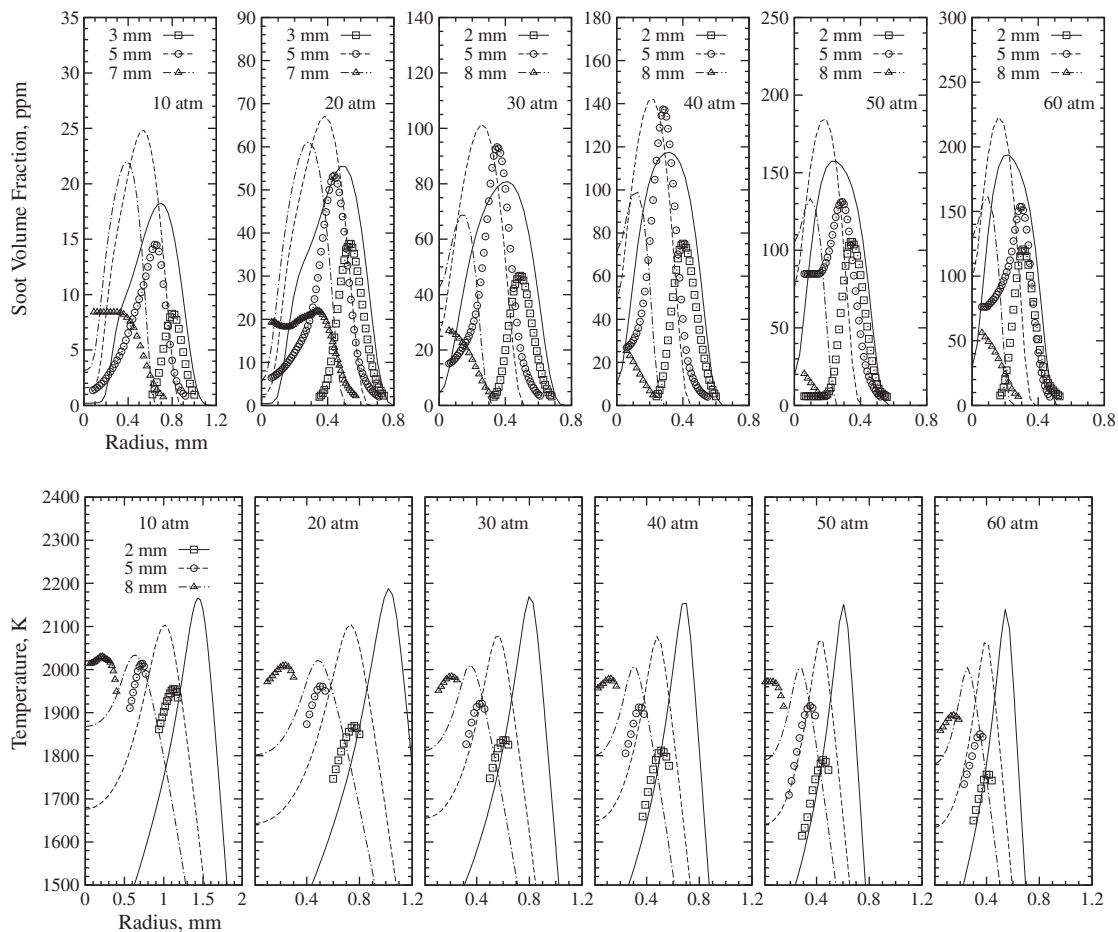 Soot Volume Fraction, ppm
35
30
25
20
15
10
5
0
3 mm
5 mm
7 mm
10 atm
0 0.4 0.8 1.2
Radius, mm
90
80
70
60
50
40
30
20
10
0
3 mm
5 mm
7 mm
20 atm
0 0.4 0.8
140
120
100
80
60
40
20
0
2 mm
5 mm
8 mm
30 atm
0 0.4 0.8
180
160
140
120
100
80
60
40
20
0
2 mm
5 mm
8 mm
40 atm
0 0.4 0.8
250
200
150
100
50
0
2 mm
5 mm
8 mm
50 atm
0 0.4 0.8
300
250
200
150
100
50
0
2 mm
5 mm
8 mm
60 atm
0 0.4 0.8
Temperature, K
2400
2300
2200
2100
2000
1900
1800
1700
1600
1500
10 atm
2 mm
5 mm
8 mm
0 0.5 1 1.5 2
Radius, mm
20 atm
0.4 0.8 1.2
30 atm
0.4 0.8 1.2
40 atm
0.4 0.8 1.2
50 atm
0.4 0.8 1.2
60 atm
0.4 0.8 1.2